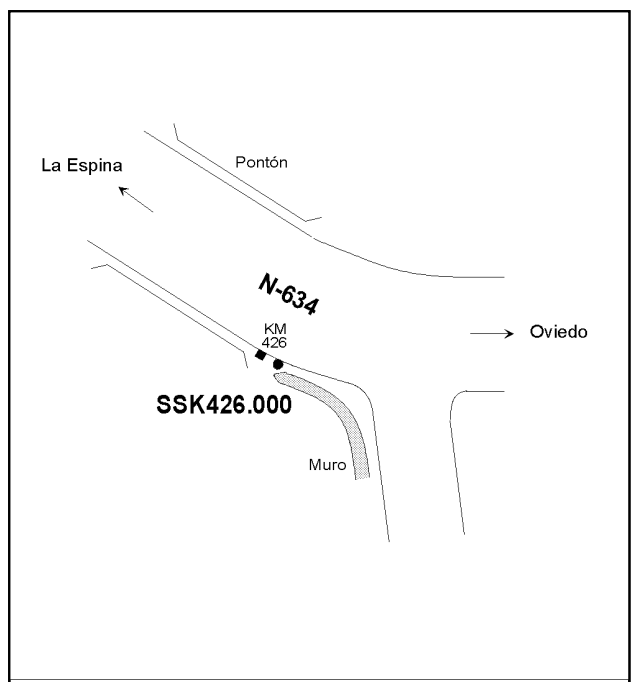 Pontón
La Espina
N-634
Oviedo
KM
426
SSK426.000
Muro